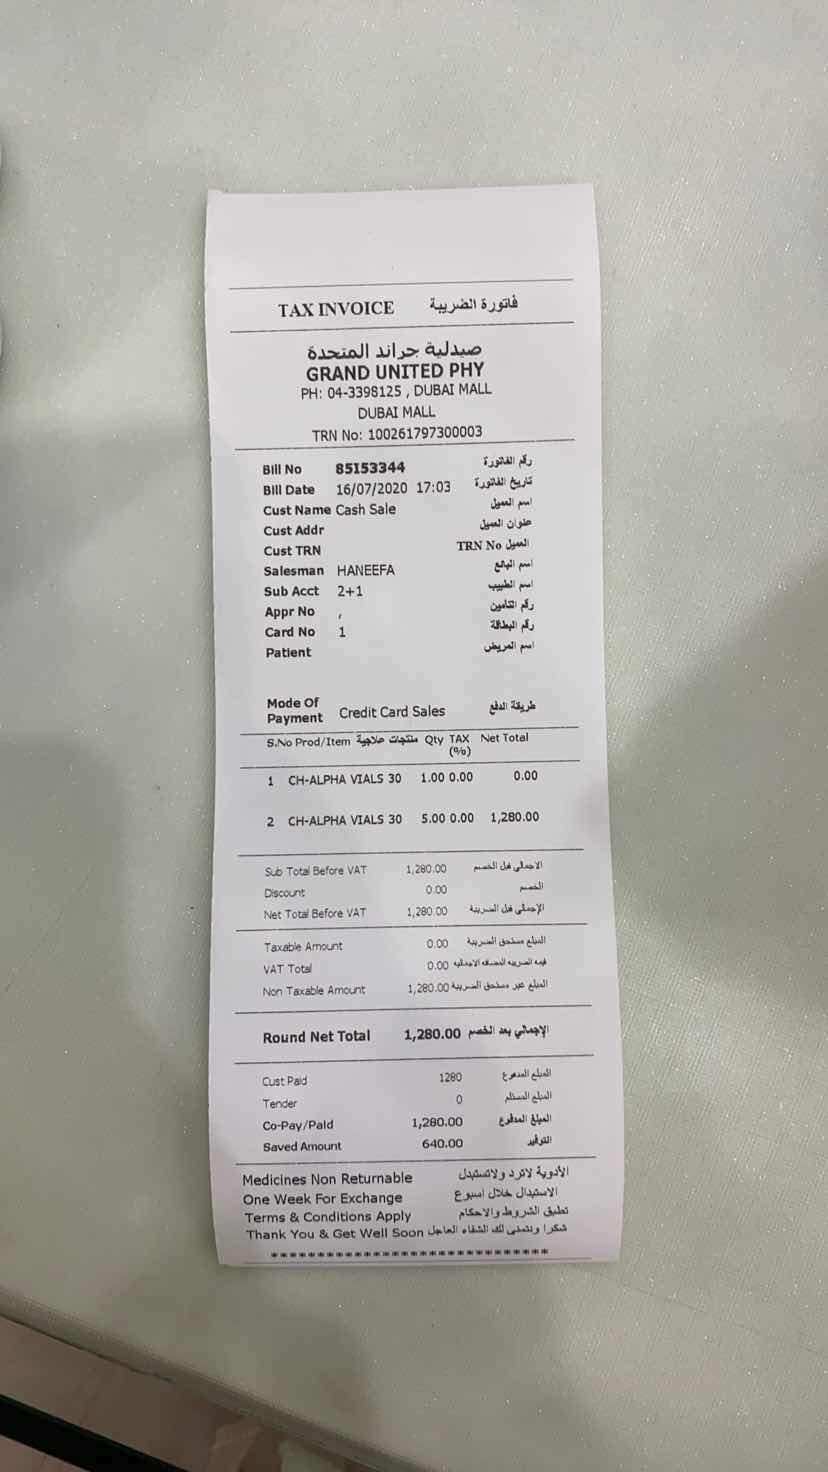 TAX INVOICE فاتورة الضريبة
صيدلية جراند المتحدة
GRAND UNITED PHY
PH: 04-3398125 , DUBAI MALL
DUBAI MALL
TRN No: 100261797300003
Bill No 85153344 رقم الفاتورة
Bill Date 16/07/2020 17:03 تاريخ الفاتورة
Cust Name Cash Sale اسم العميل
Cust Addr عنوان العميل
Cust TRN TRN No العميل
Salesman HANEEFA اسم البائع
Sub Acct 2+1 اسم الطبيب
Appr No , رقم التامين
Card No 1 رقم البطاقة
Patient اسم المريض
Mode Of
Payment Credit Card Sales طريقة الدفع
S.No Prod/Item منتجات علاجية Qty TAX Net Total
(%)
1 CH-ALPHA VIALS 30 1.00 0.00 0.00
2 CH-ALPHA VIALS 30 5.00 0.00 1,280.00
Sub Total Before VAT 1,280.00 الاجمالي قبل الخصم
Discount 0.00 الخصم
Net Total Before VAT 1,280.00 الإجمالي قبل الضريبة
Taxable Amount 0.00 المبلغ مستحق الضريبة
VAT Total 0.00 قيمه الضريبه المضافه الاجماليه
Non Taxable Amount 1,280.00 المبلغ غير مستحق الضريبة
Round Net Total 1,280.00 الإجمالي بعد الخصم
Cust Paid 1280 المبلغ المدفوع
Tender 0 المبلغ المستلم
Co-Pay/Paid 1,280.00 المبلغ المدفوع
Saved Amount 640.00 التوفير
Medicines Non Returnable الأدوية لاترد ولاتستبدل
One Week For Exchange الاستبدال خلال اسبوع
Terms & Conditions Apply تطبق الشروط والاحكام
Thank You & Get Well Soon شكرا ونتمنى لك الشفاء العاجل
******************************